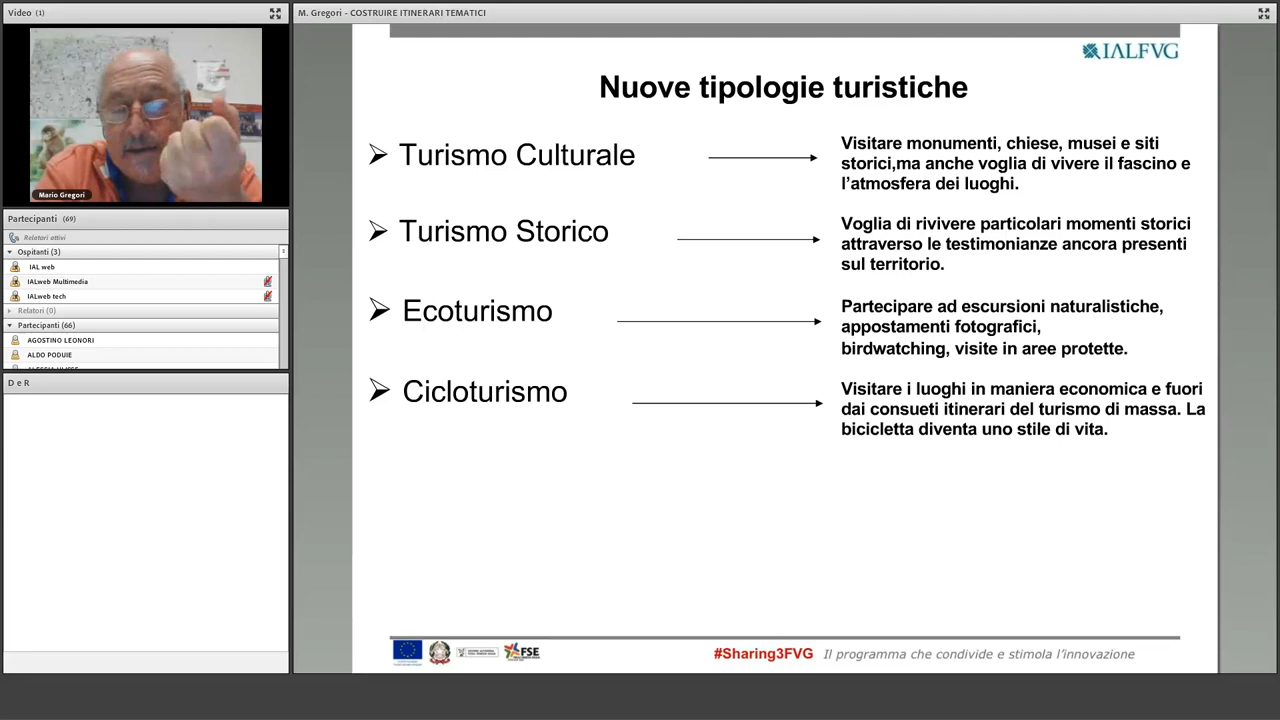 Video (1)
Mario Gregori
Partecipanti (69)
Relatori attivi
Ospitanti (3)
IAL web
IALweb Multimedia
IALweb tech
Relatori (0)
Partecipanti (66)
AGOSTINO LEONORI
ALDO PODUIE
D e R
M. Gregori - COSTRUIRE ITINERARI TEMATICI
IALFVG
Nuove tipologie turistiche
Turismo Culturale
Visitare monumenti, chiese, musei e siti
storici,ma anche voglia di vivere il fascino e
l’atmosfera dei luoghi.
Turismo Storico
Voglia di rivivere particolari momenti storici
attraverso le testimonianze ancora presenti
sul territorio.
Ecoturismo
Partecipare ad escursioni naturalistiche,
appostamenti fotografici,
birdwatching, visite in aree protette.
Cicloturismo
Visitare i luoghi in maniera economica e fuori
dai consueti itinerari del turismo di massa. La
bicicletta diventa uno stile di vita.
FSE
#Sharing3FVG Il programma che condivide e stimola l’innovazione